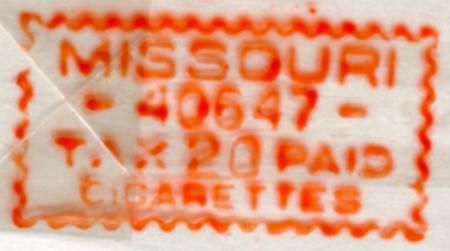 MISSOURI
- 40647 -
TAX 20 PAID
CIGARETTES